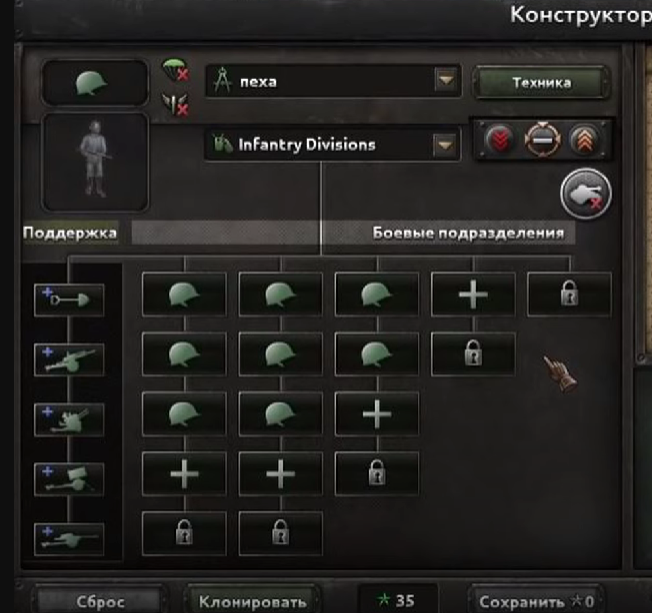 Конструктор
пеха
Техника
Infantry Divisions
Поддержка
Боевые подразделения
Сброс
Клонировать
35
Сохранить 0